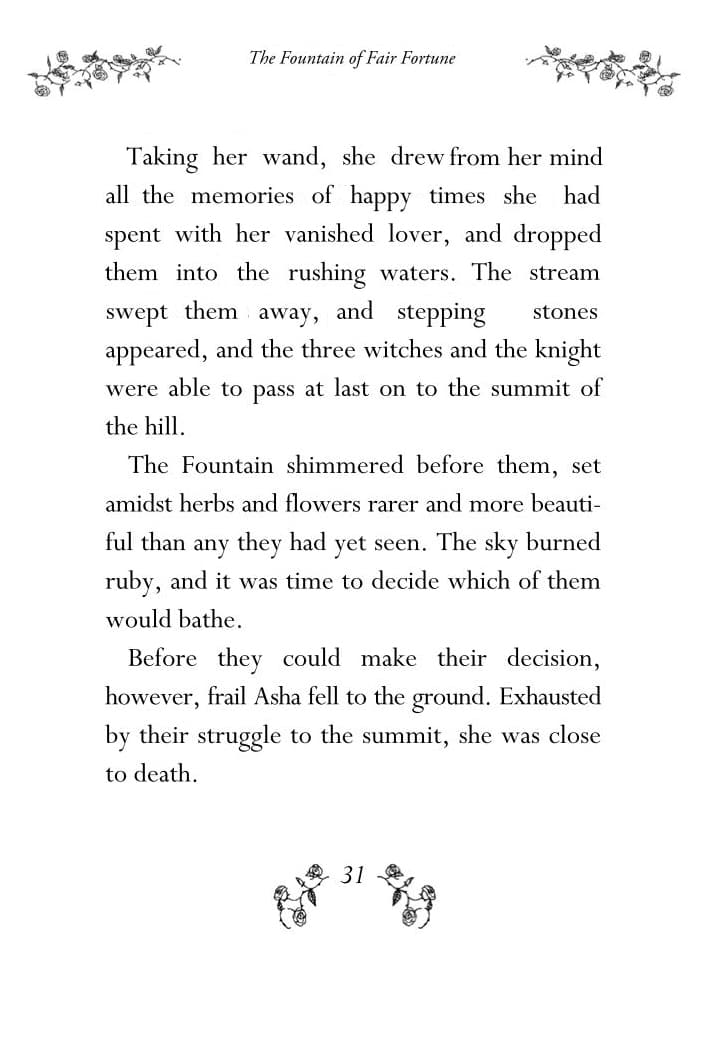 The Fountain of Fair Fortune
Taking her wand, she drew from her mind
all the memories of happy times she had
spent with her vanished lover, and dropped
them into the rushing waters. The stream
swept them away, and stepping stones
appeared, and the three witches and the knight
were able to pass at last on to the summit of
the hill.
The Fountain shimmered before them, set
amidst herbs and flowers rarer and more beauti-
ful than any they had yet seen. The sky burned
ruby, and it was time to decide which of them
would bathe.
Before they could make their decision,
however, frail Asha fell to the ground. Exhausted
by their struggle to the summit, she was close
to death.
31